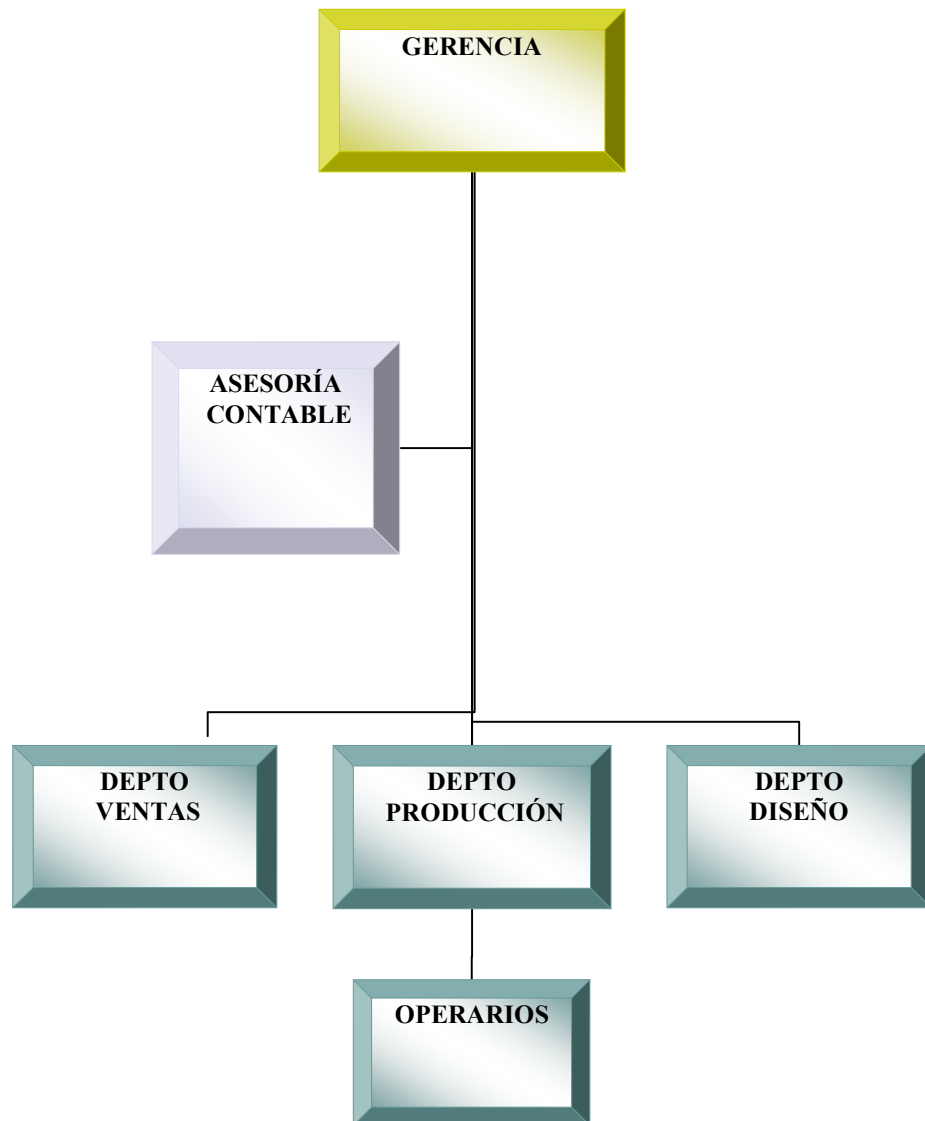 GERENCIA
ASESORÍA
CONTABLE
DEPTO
VENTAS
DEPTO
PRODUCCIÓN
DEPTO
DISEÑO
OPERARIOS